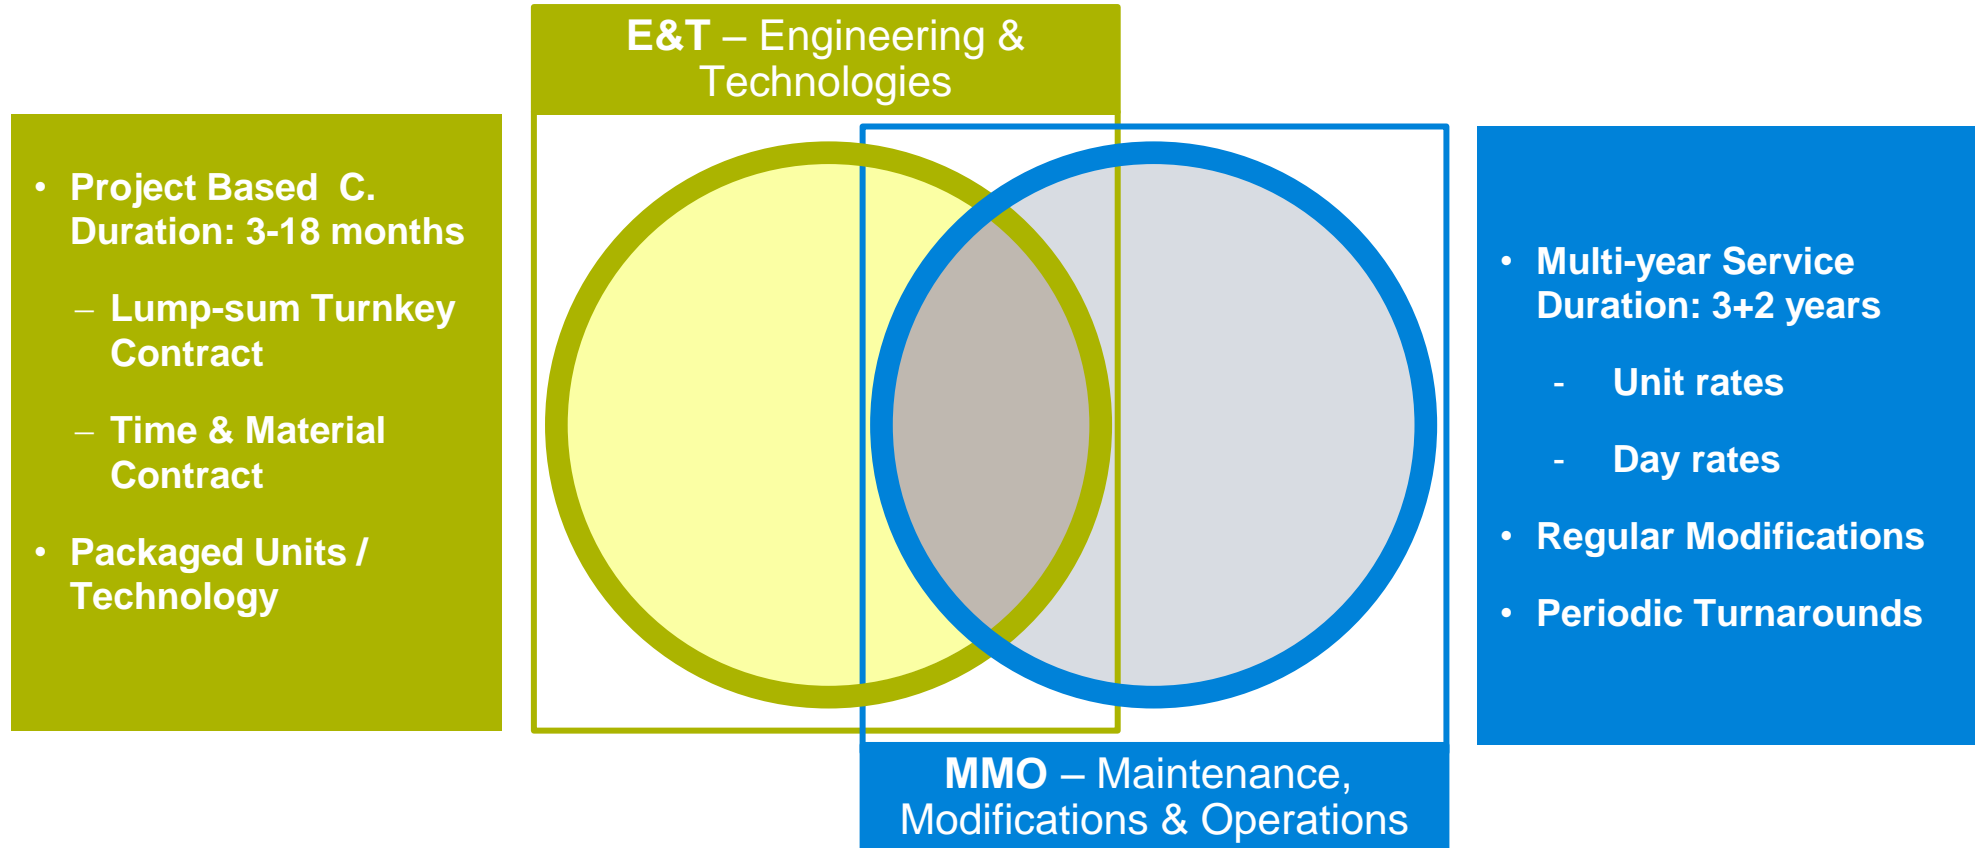 E&T – Engineering &
Technologies
• Project Based  C.
Duration: 3-18 months
– Lump-sum Turnkey
Contract
– Time & Material
Contract
• Packaged Units /
Technology
• Multi-year Service
Duration: 3+2 years
- Unit rates
- Day rates
• Regular Modifications
• Periodic Turnarounds
MMO – Maintenance,
Modifications & Operations